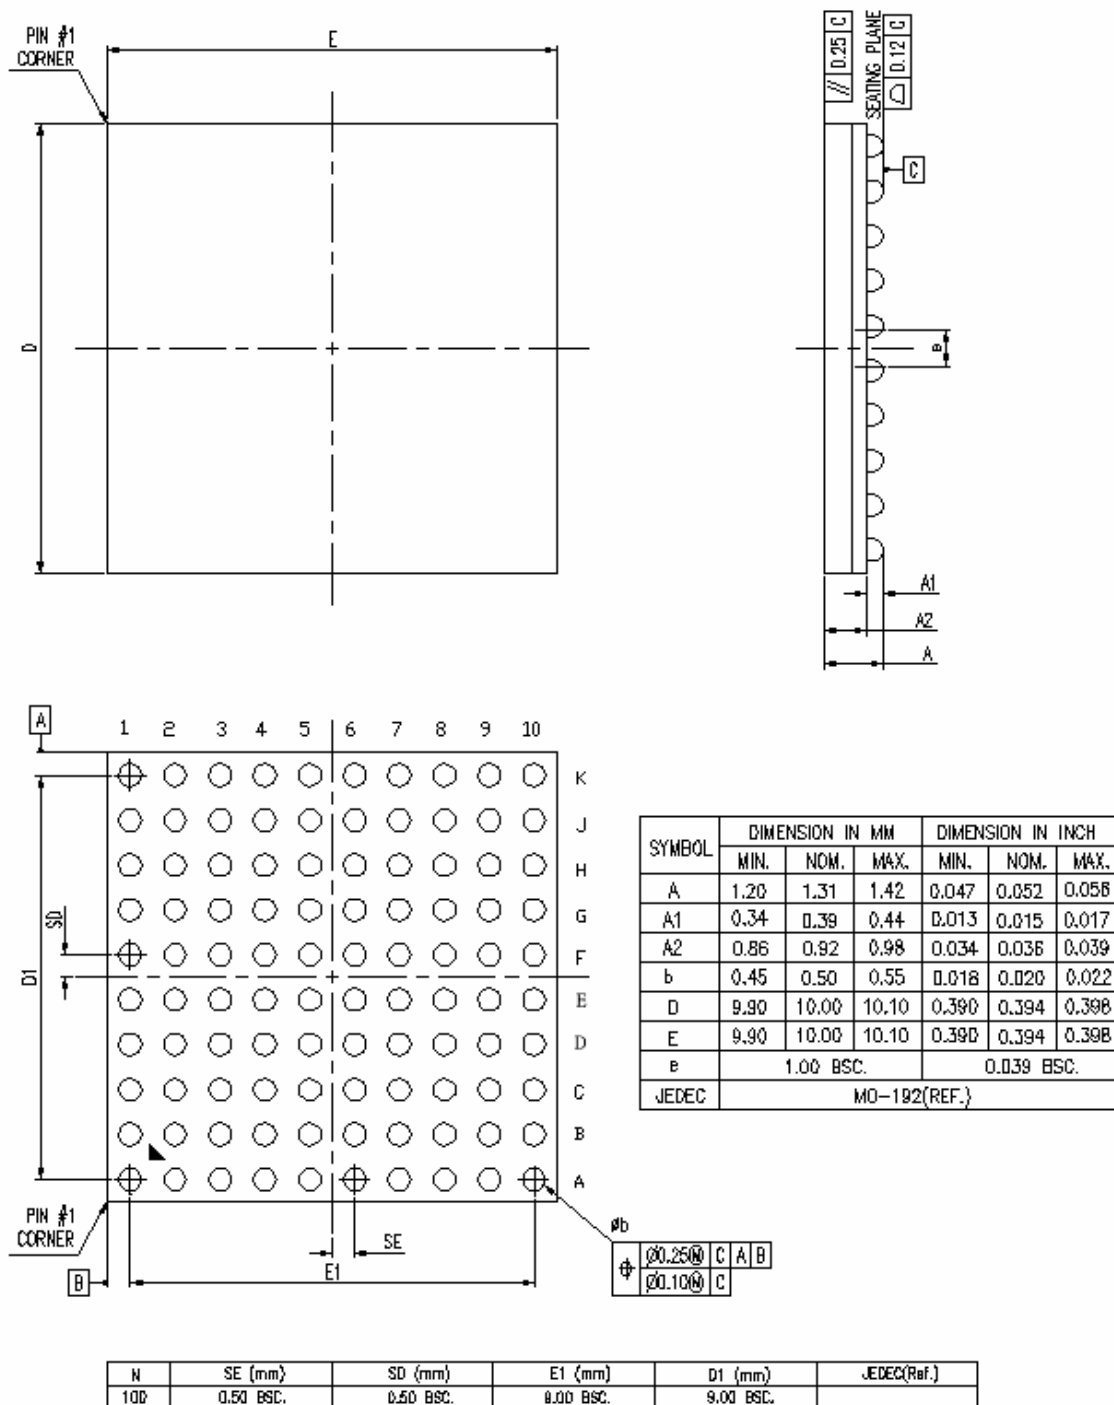 PIN #1
CORNER
E
D
// 0.25 C
SEATING PLANE
0.12 C
C
e
A1
A2
A
A
1 2 3 4 5 6 7 8 9 10
K
J
H
G
F
E
D
C
B
A
SD
D1
PIN #1
CORNER
SE
E1
B
Øb
Ø0.25Ⓜ C A B
Ø0.10Ⓜ C
SYMBOL DIMENSION IN MM DIMENSION IN INCH
MIN. NOM. MAX. MIN. NOM. MAX.
A 1.20 1.31 1.42 0.047 0.052 0.056
A1 0.34 0.39 0.44 0.013 0.015 0.017
A2 0.86 0.92 0.98 0.034 0.036 0.039
b 0.45 0.50 0.55 0.018 0.020 0.022
D 9.90 10.00 10.10 0.390 0.394 0.398
E 9.90 10.00 10.10 0.390 0.394 0.398
e 1.00 BSC. 0.039 BSC.
JEDEC MO-192(REF.)
N SE (mm) SD (mm) E1 (mm) D1 (mm) JEDEC(Ref.)
100 0.50 BSC. 0.50 BSC. 9.00 BSC. 9.00 BSC.